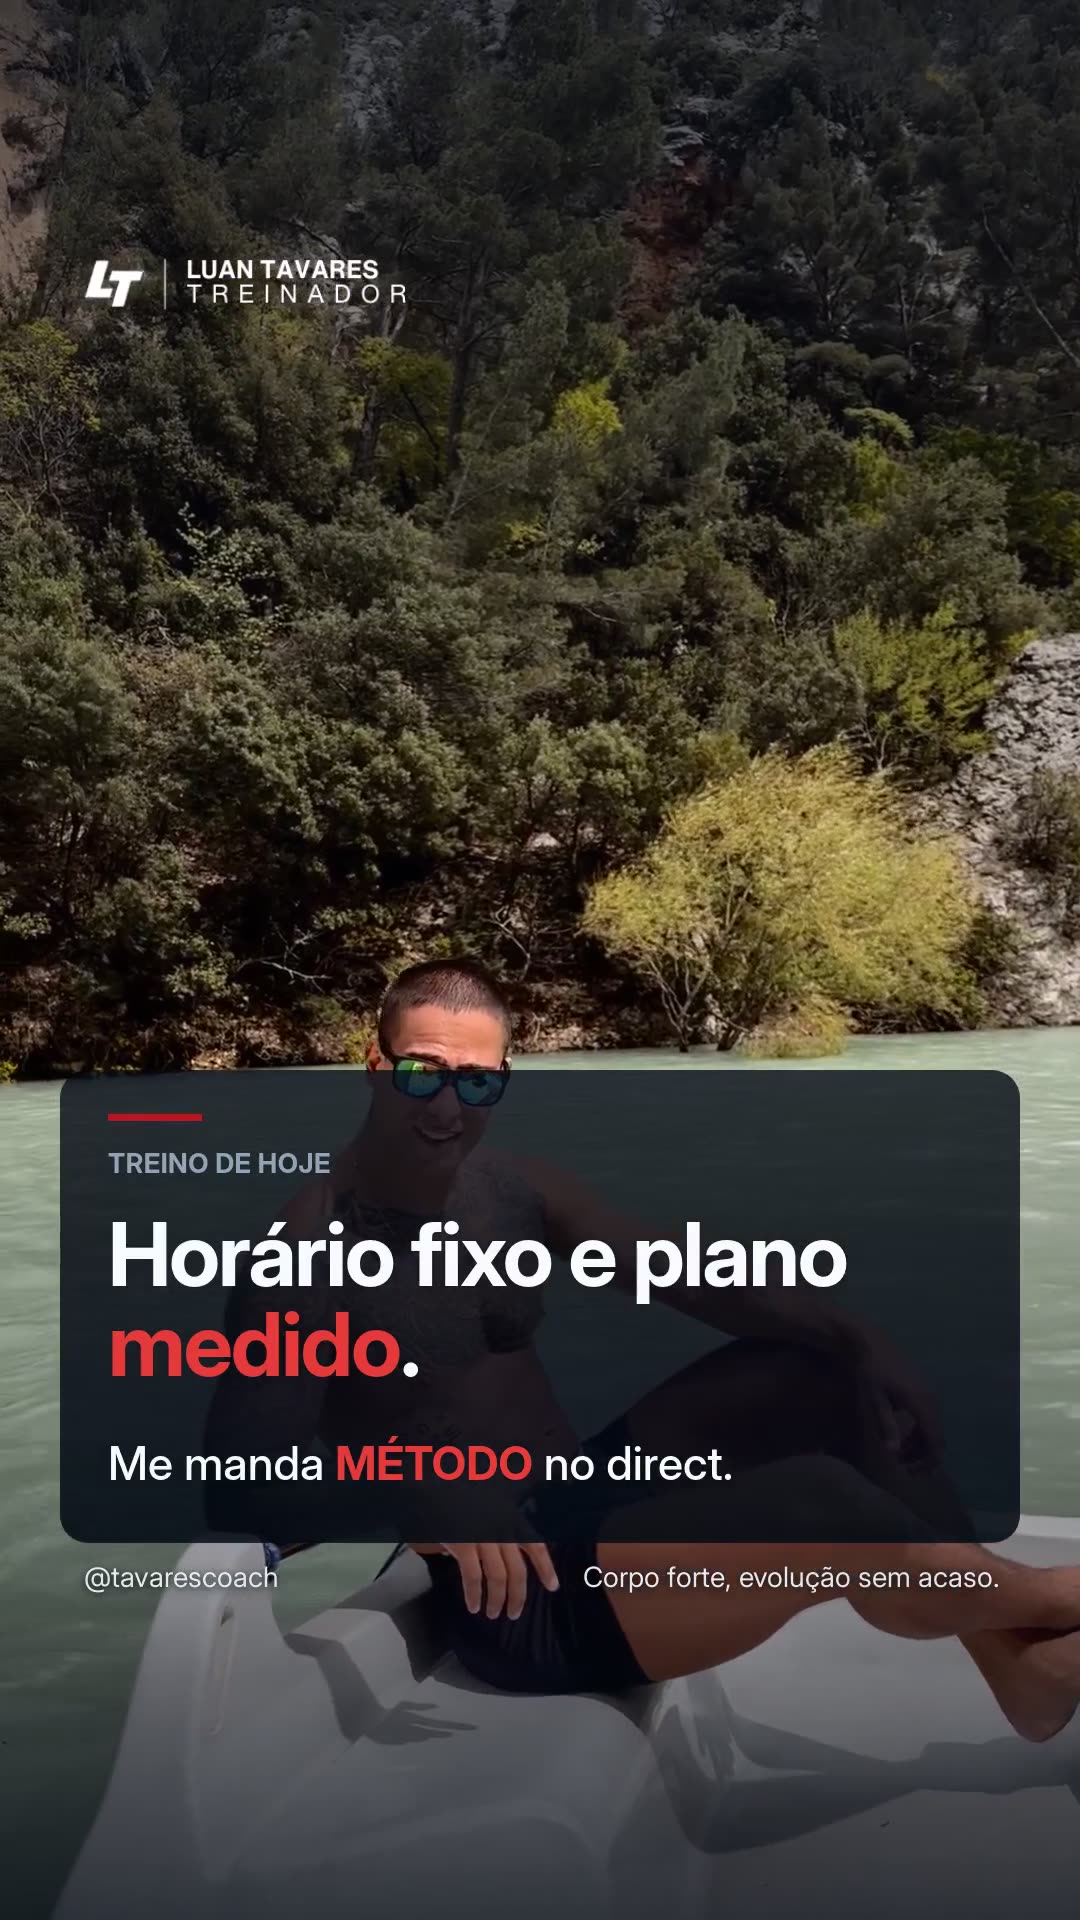 LT
LUAN TAVARES
TREINADOR
TREINO DE HOJE
Horário fixo e plano
medido.
Me manda MÉTODO no direct.
@tavarescoach
Corpo forte, evolução sem acaso.